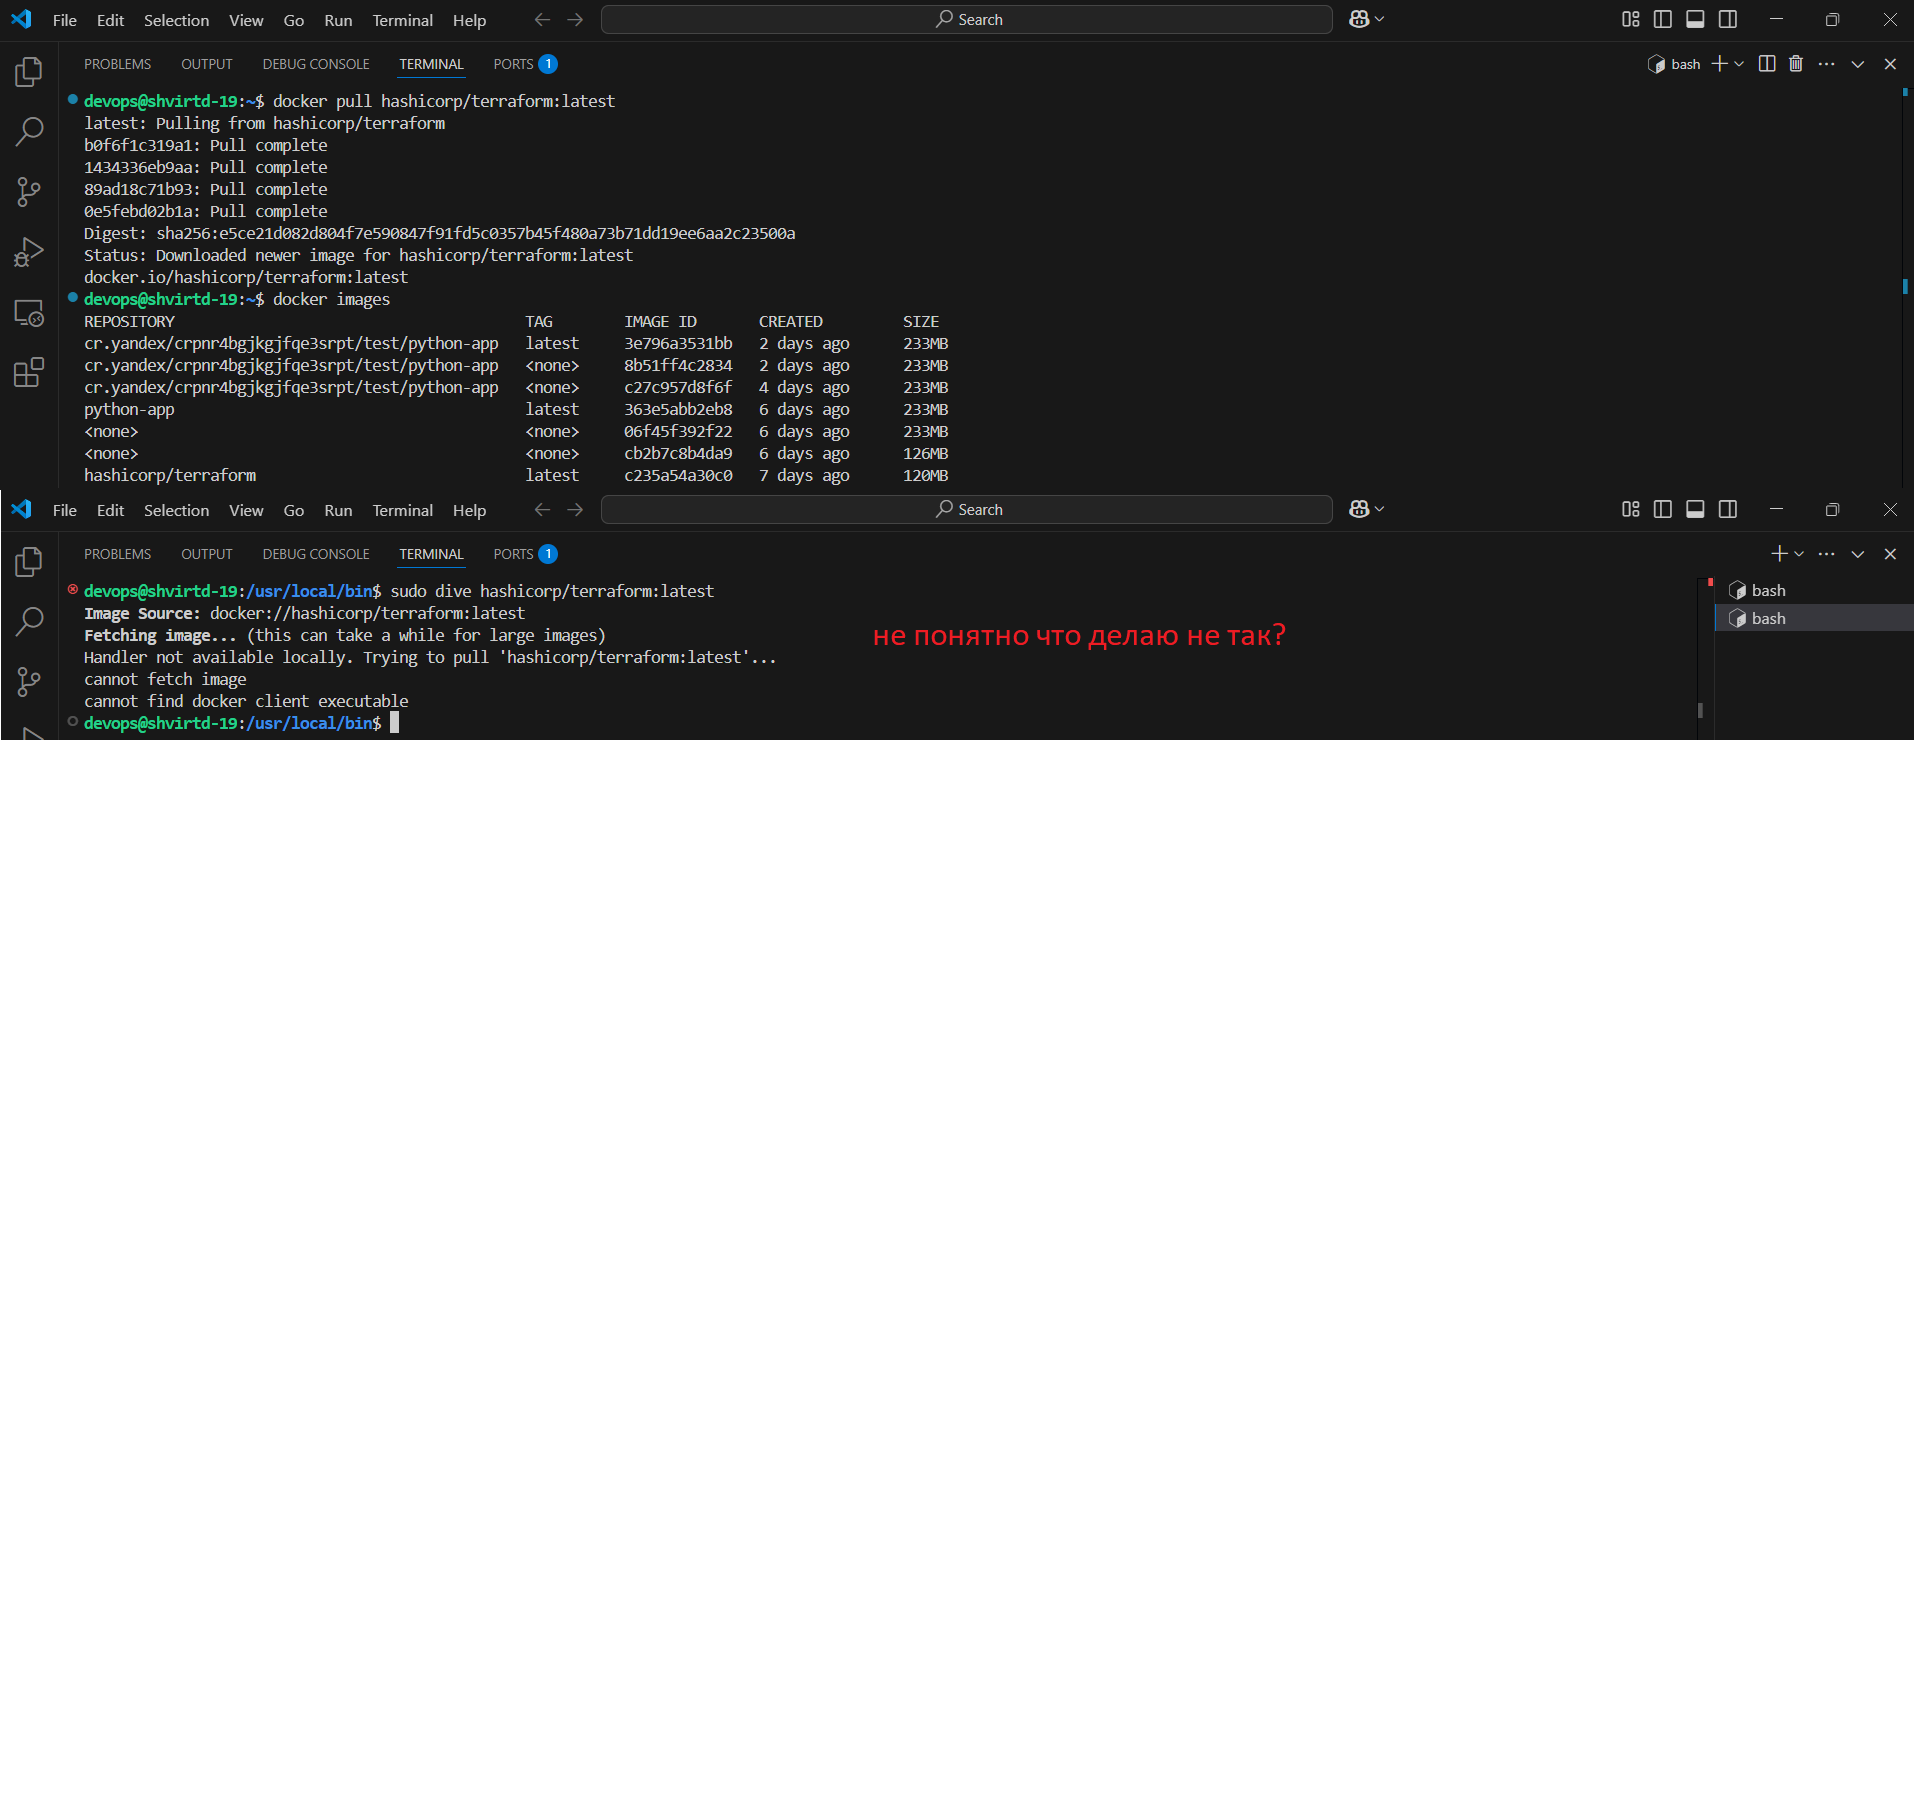 File Edit Selection View Go Run Terminal Help Search
PROBLEMS OUTPUT DEBUG CONSOLE TERMINAL PORTS 1 bash
devops@shvirtd-19:~$ docker pull hashicorp/terraform:latest
latest: Pulling from hashicorp/terraform
b0f6f1c319a1: Pull complete
1434336eb9aa: Pull complete
89ad18c71b93: Pull complete
0e5febd02b1a: Pull complete
Digest: sha256:e5ce21d082d804f7e590847f91fd5c0357b45f480a73b71dd19ee6aa2c23500a
Status: Downloaded newer image for hashicorp/terraform:latest
docker.io/hashicorp/terraform:latest
devops@shvirtd-19:~$ docker images
REPOSITORY TAG IMAGE ID CREATED SIZE
cr.yandex/crpnr4bgjkgjfqe3srpt/test/python-app latest 3e796a3531bb 2 days ago 233MB
cr.yandex/crpnr4bgjkgjfqe3srpt/test/python-app <none> 8b51ff4c2834 2 days ago 233MB
cr.yandex/crpnr4bgjkgjfqe3srpt/test/python-app <none> c27c957d8f6f 4 days ago 233MB
python-app latest 363e5abb2eb8 6 days ago 233MB
<none> <none> 06f45f392f22 6 days ago 233MB
<none> <none> cb2b7c8b4da9 6 days ago 126MB
hashicorp/terraform latest c235a54a30c0 7 days ago 120MB
File Edit Selection View Go Run Terminal Help Search
PROBLEMS OUTPUT DEBUG CONSOLE TERMINAL PORTS 1
devops@shvirtd-19:/usr/local/bin$ sudo dive hashicorp/terraform:latest bash
Image Source: docker://hashicorp/terraform:latest bash
Fetching image... (this can take a while for large images) не понятно что делаю не так?
Handler not available locally. Trying to pull 'hashicorp/terraform:latest'...
cannot fetch image
cannot find docker client executable
devops@shvirtd-19:/usr/local/bin$